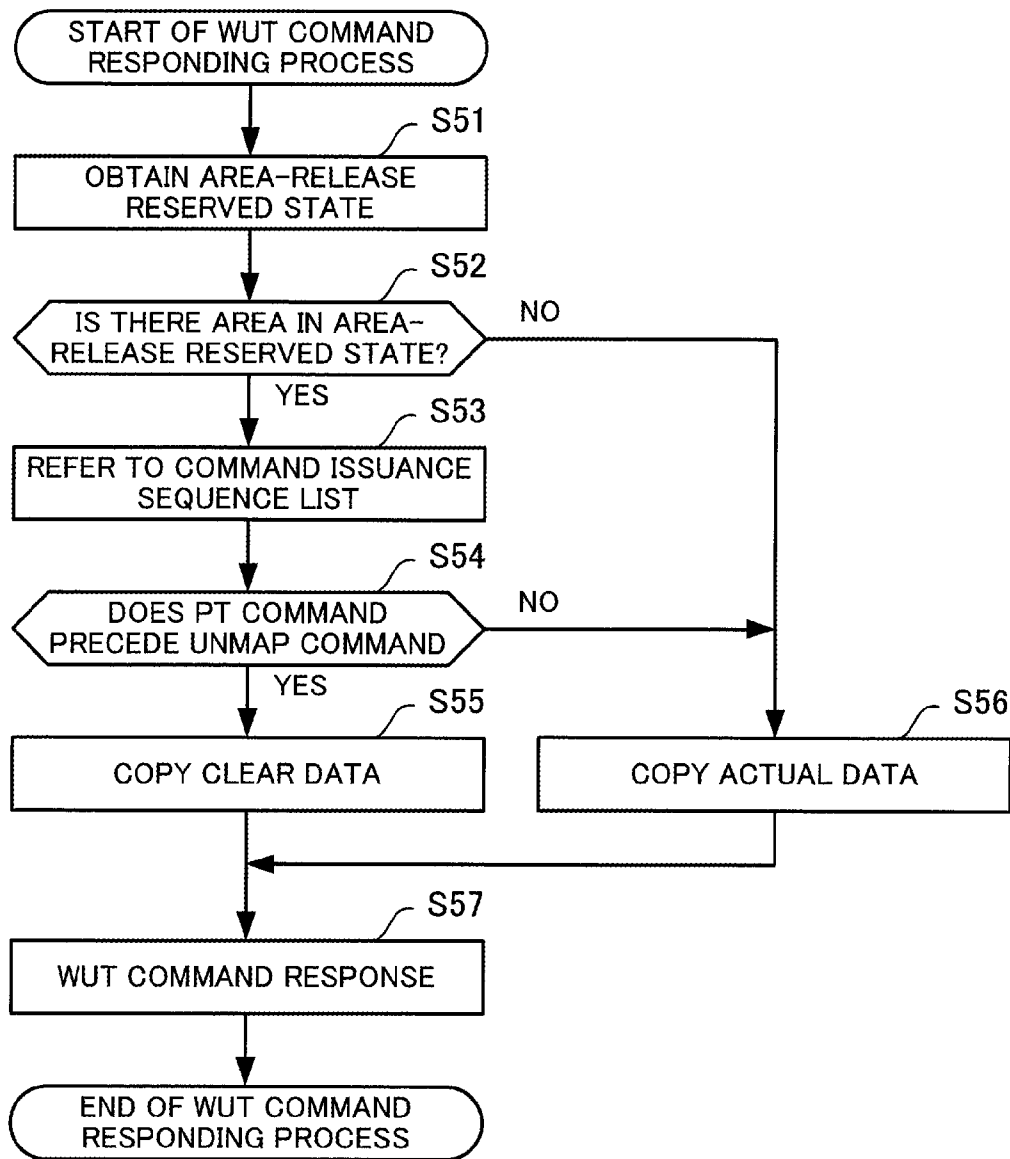 START OF WUT COMMAND
RESPONDING PROCESS
S51
OBTAIN AREA-RELEASE
RESERVED STATE
S52
IS THERE AREA IN AREA-
RELEASE RESERVED STATE?
NO
YES
S53
REFER TO COMMAND ISSUANCE
SEQUENCE LIST
S54
DOES PT COMMAND
PRECEDE UNMAP COMMAND
NO
YES
S55
COPY CLEAR DATA
S56
COPY ACTUAL DATA
S57
WUT COMMAND RESPONSE
END OF WUT COMMAND
RESPONDING PROCESS